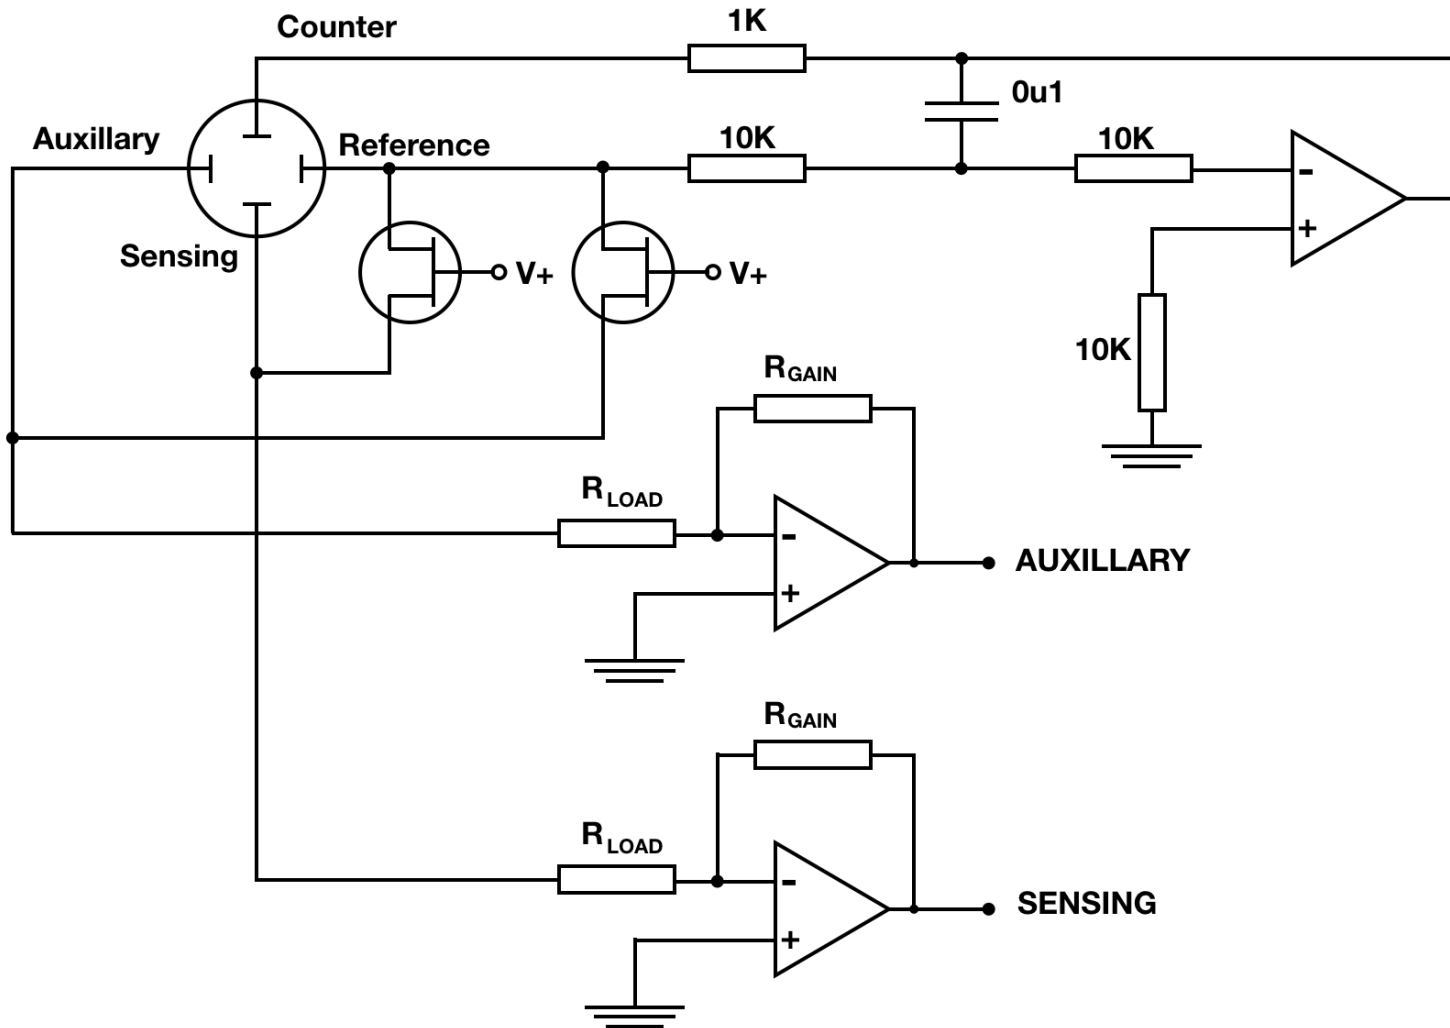 Counter
1K
0u1
Auxillary
Reference
10K
10K
-
+
Sensing
V+
V+
10K
RGAIN
RLOAD
-
+
AUXILLARY
RGAIN
RLOAD
-
+
SENSING